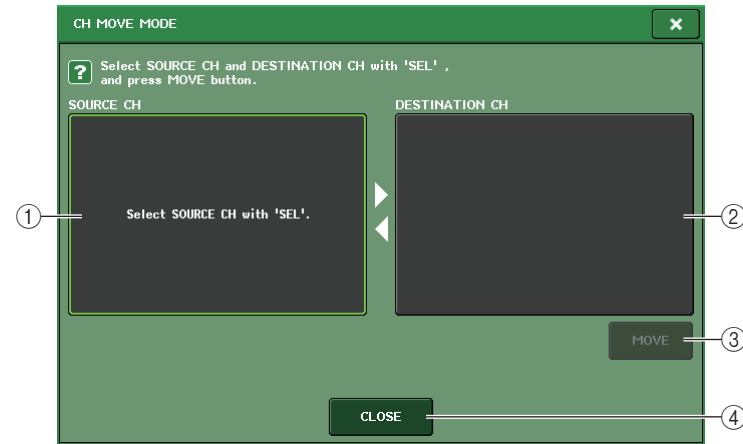 CH MOVE MODE
Select SOURCE CH and DESTINATION CH with 'SEL' ,
and press MOVE button.
SOURCE CH
DESTINATION CH
Select SOURCE CH with 'SEL'.
MOVE
CLOSE
1
2
3
4